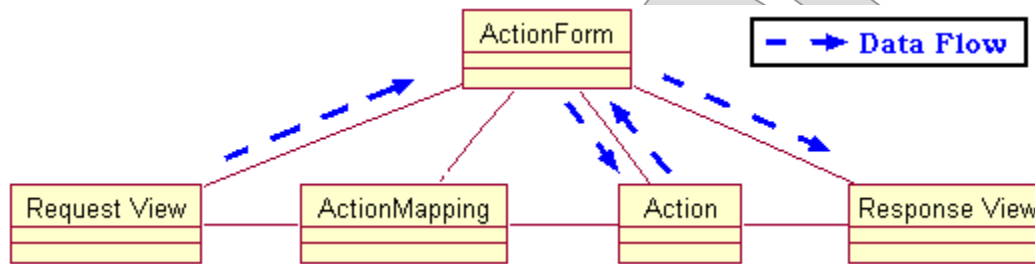 ActionForm
Data Flow
Request View
ActionMapping
Action
Response View